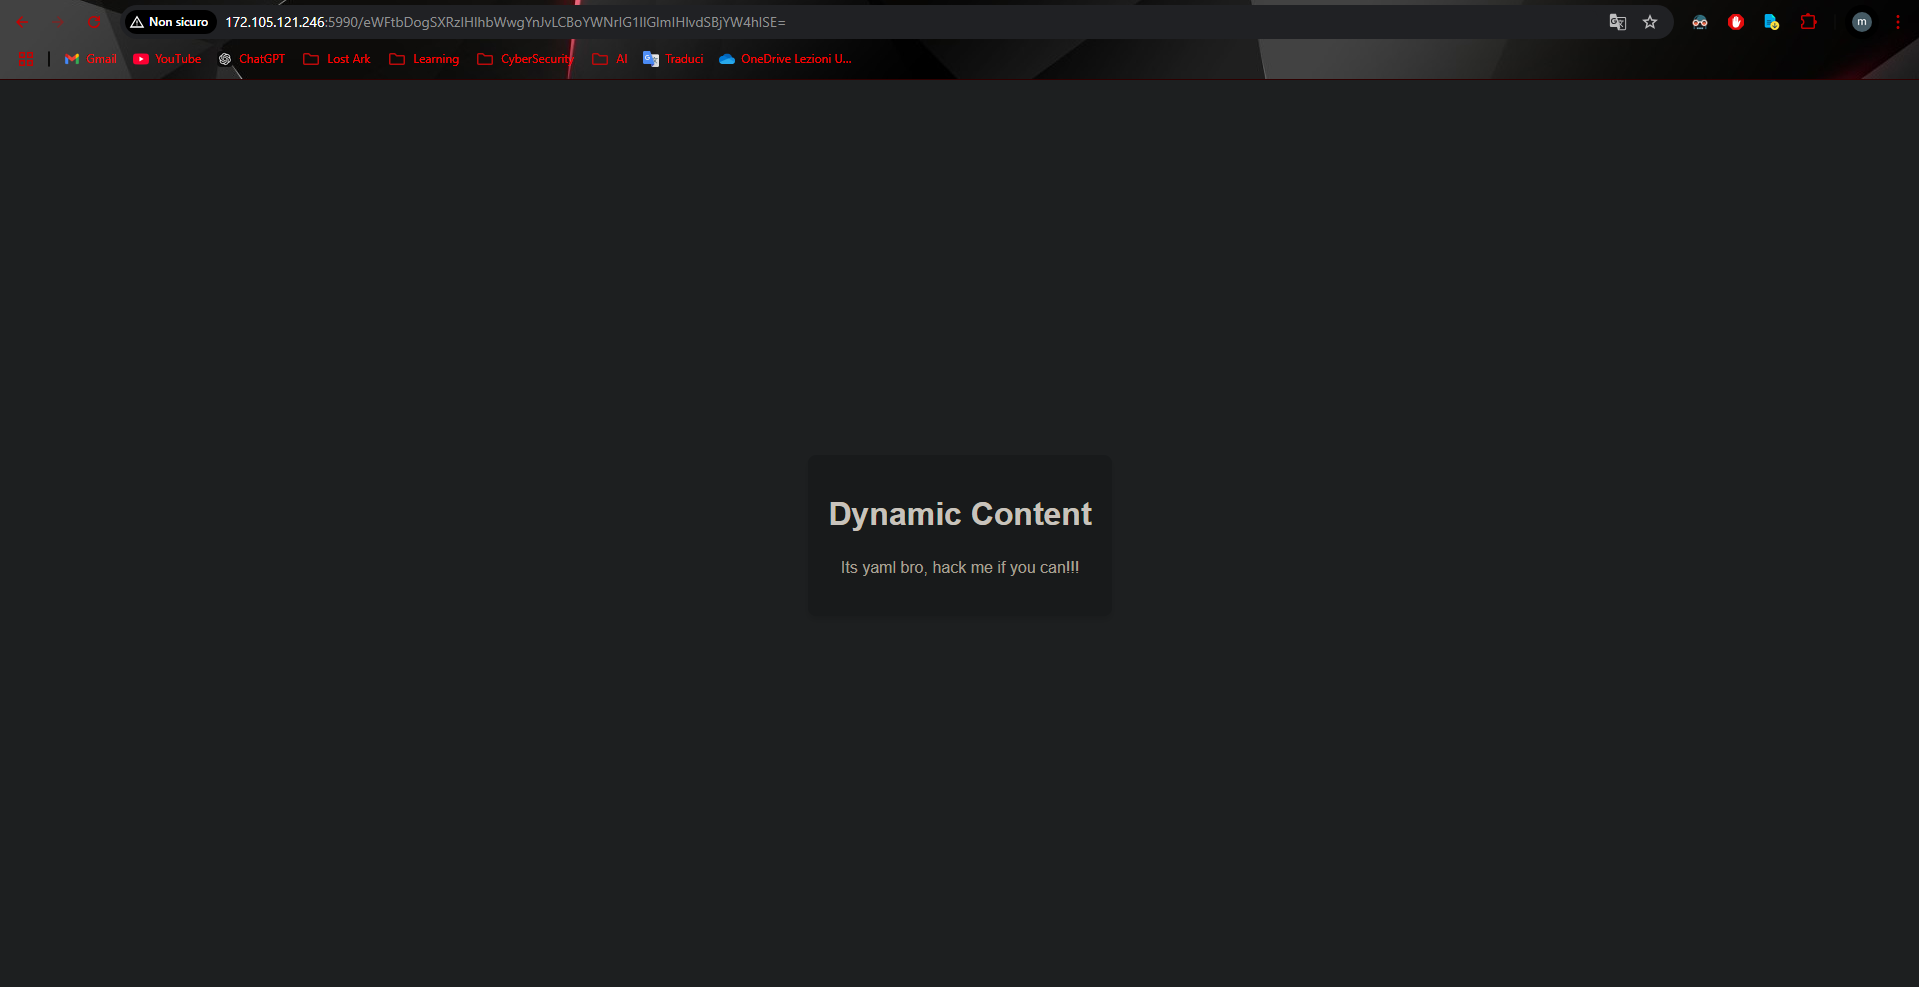 Non sicuro 172.105.121.246:5990/eWFtbDogSXRzIHlhbWwgYnJvLCBoYWNrIG1lIGlmIHlvdSBjYW4hISE= m
Gmail YouTube ChatGPT Lost Ark Learning CyberSecurity AI Traduci OneDrive Lezioni U...
Dynamic Content
Its yaml bro, hack me if you can!!!